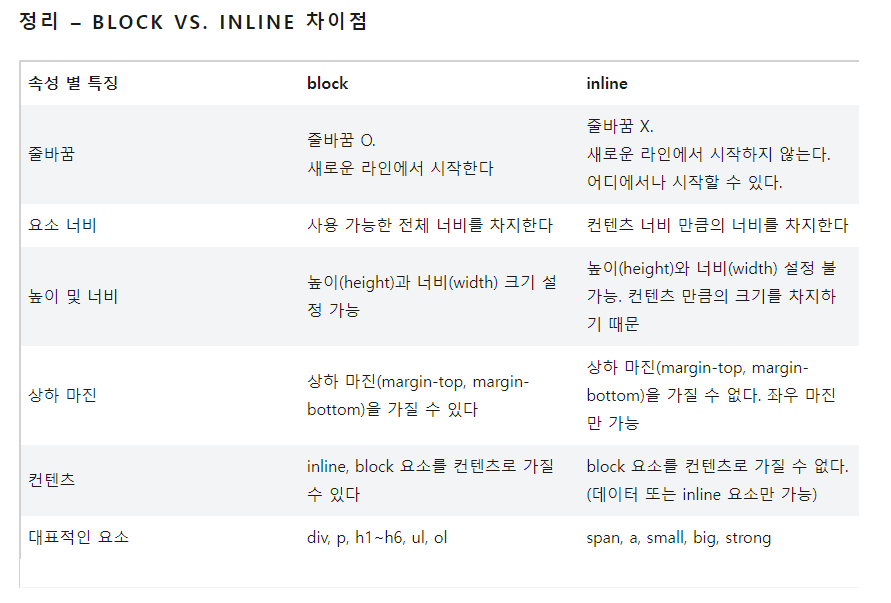 정리 – BLOCK VS. INLINE 차이점
속성 별 특징 block inline
줄바꿈
줄바꿈 O.
새로운 라인에서 시작한다
줄바꿈 X.
새로운 라인에서 시작하지 않는다.
어디에서나 시작할 수 있다.
요소 너비 사용 가능한 전체 너비를 차지한다 컨텐츠 너비 만큼의 너비를 차지한다
높이 및 너비
높이(height)과 너비(width) 크기 설
정 가능
높이(height)와 너비(width) 설정 불
가능. 컨텐츠 만큼의 크기를 차지하
기 때문
상하 마진
상하 마진(margin-top, margin-
bottom)을 가질 수 있다
상하 마진(margin-top, margin-
bottom)을 가질 수 없다. 좌우 마진
만 가능
컨텐츠
inline, block 요소를 컨텐츠로 가질
수 있다
block 요소를 컨텐츠로 가질 수 없다.
(데이터 또는 inline 요소만 가능)
대표적인 요소 div, p, h1~h6, ul, ol span, a, small, big, strong